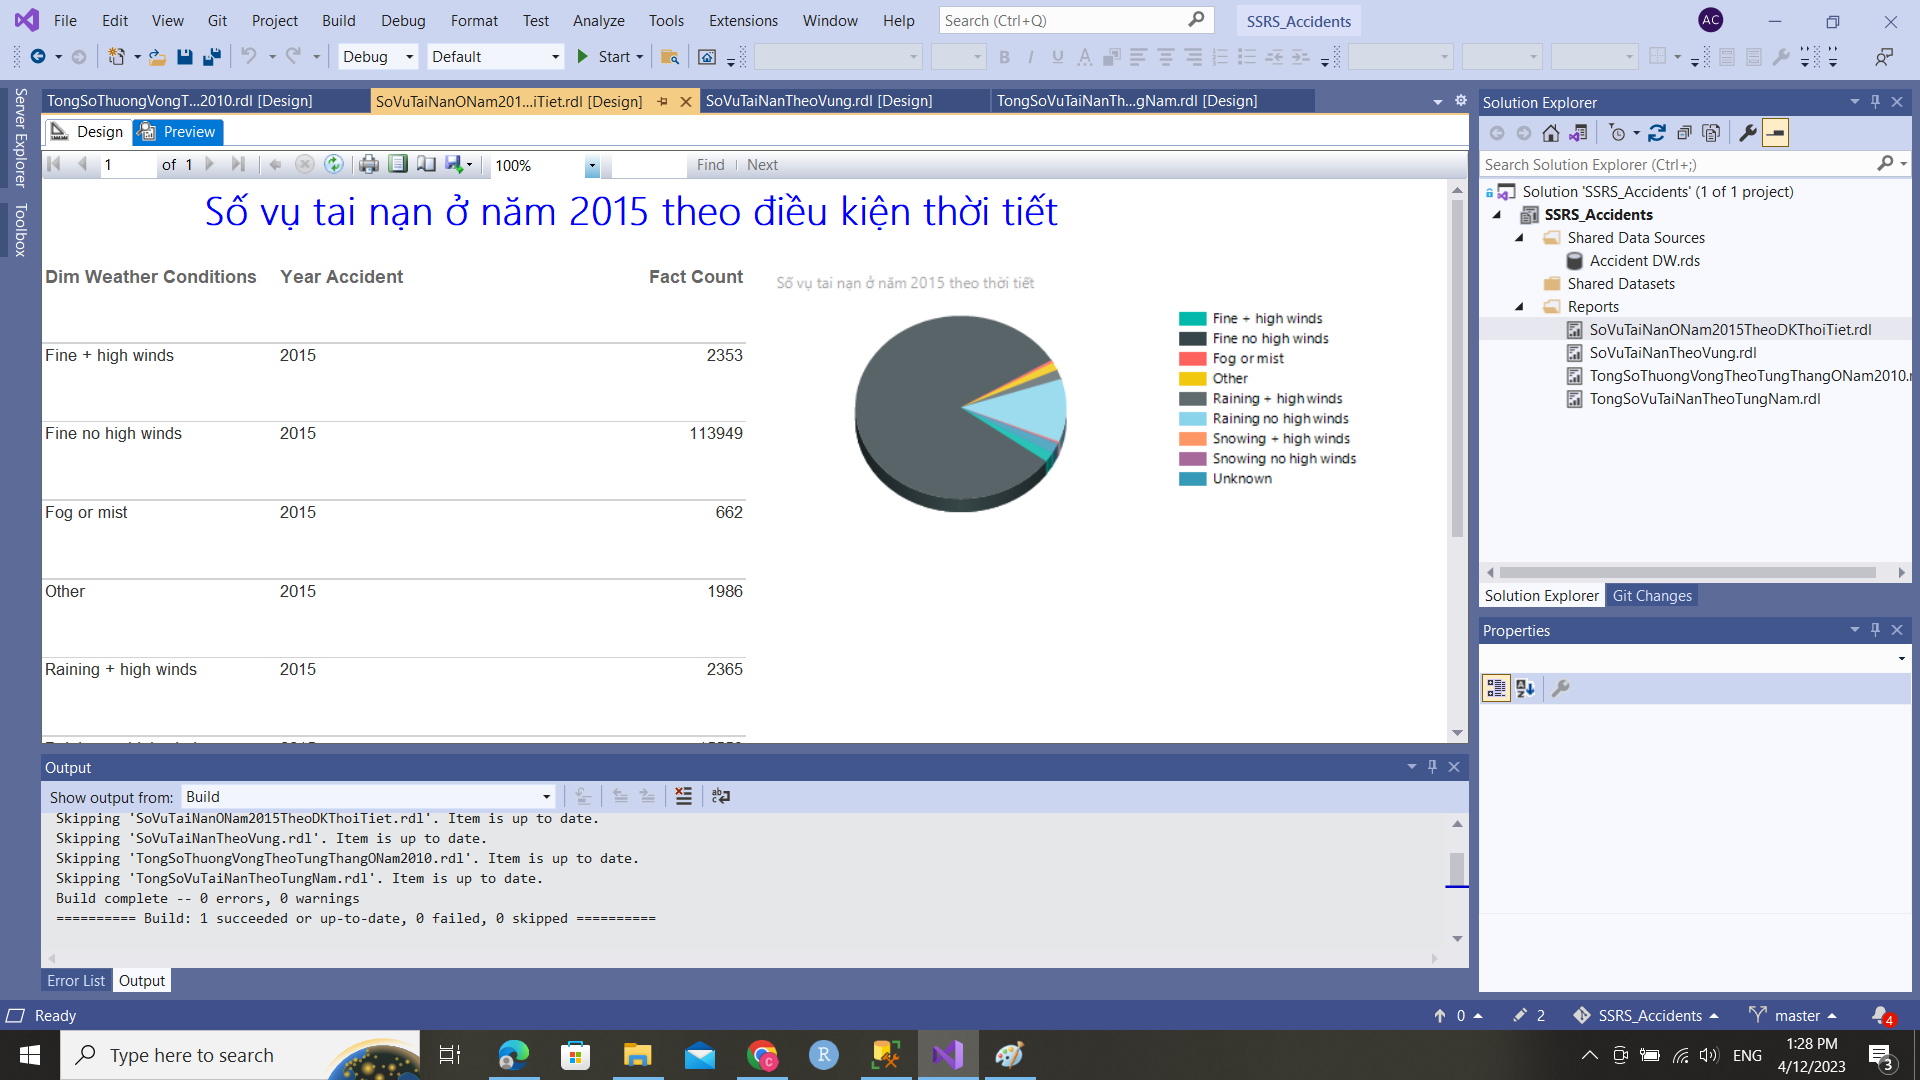 File Edit View Git Project Build Debug Format Test Analyze Tools Extensions Window Help Search (Ctrl+Q) SSRS_Accidents AC
Debug Default Start
Server Explorer
Toolbox
TongSoThuongVongT...2010.rdl [Design] SoVuTaiNanONam201...iTiet.rdl [Design] SoVuTaiNanTheoVung.rdl [Design] TongSoVuTaiNanTh...gNam.rdl [Design]
Design Preview
1 of 1 100% Find Next
Số vụ tai nạn ở năm 2015 theo điều kiện thời tiết
Dim Weather Conditions Year Accident Fact Count
Fine + high winds 2015 2353
Fine no high winds 2015 113949
Fog or mist 2015 662
Other 2015 1986
Raining + high winds 2015 2365
Số vụ tai nạn ở năm 2015 theo thời tiết
Fine + high winds
Fine no high winds
Fog or mist
Other
Raining + high winds
Raining no high winds
Snowing + high winds
Snowing no high winds
Unknown
Output
Show output from: Build
Skipping 'SoVuTaiNanONam2015TheoDKThoiTiet.rdl'. Item is up to date.
Skipping 'SoVuTaiNanTheoVung.rdl'. Item is up to date.
Skipping 'TongSoThuongVongTheoTungThangONam2010.rdl'. Item is up to date.
Skipping 'TongSoVuTaiNanTheoTungNam.rdl'. Item is up to date.
Build complete -- 0 errors, 0 warnings
========== Build: 1 succeeded or up-to-date, 0 failed, 0 skipped ==========
Error List Output
Solution Explorer
Search Solution Explorer (Ctrl+;)
Solution 'SSRS_Accidents' (1 of 1 project)
SSRS_Accidents
Shared Data Sources
Accident DW.rds
Shared Datasets
Reports
SoVuTaiNanONam2015TheoDKThoiTiet.rdl
SoVuTaiNanTheoVung.rdl
TongSoThuongVongTheoTungThangONam2010.r
TongSoVuTaiNanTheoTungNam.rdl
Solution Explorer Git Changes
Properties
Ready 0 2 SSRS_Accidents master 4
Type here to search ENG 1:28 PM
4/12/2023 3